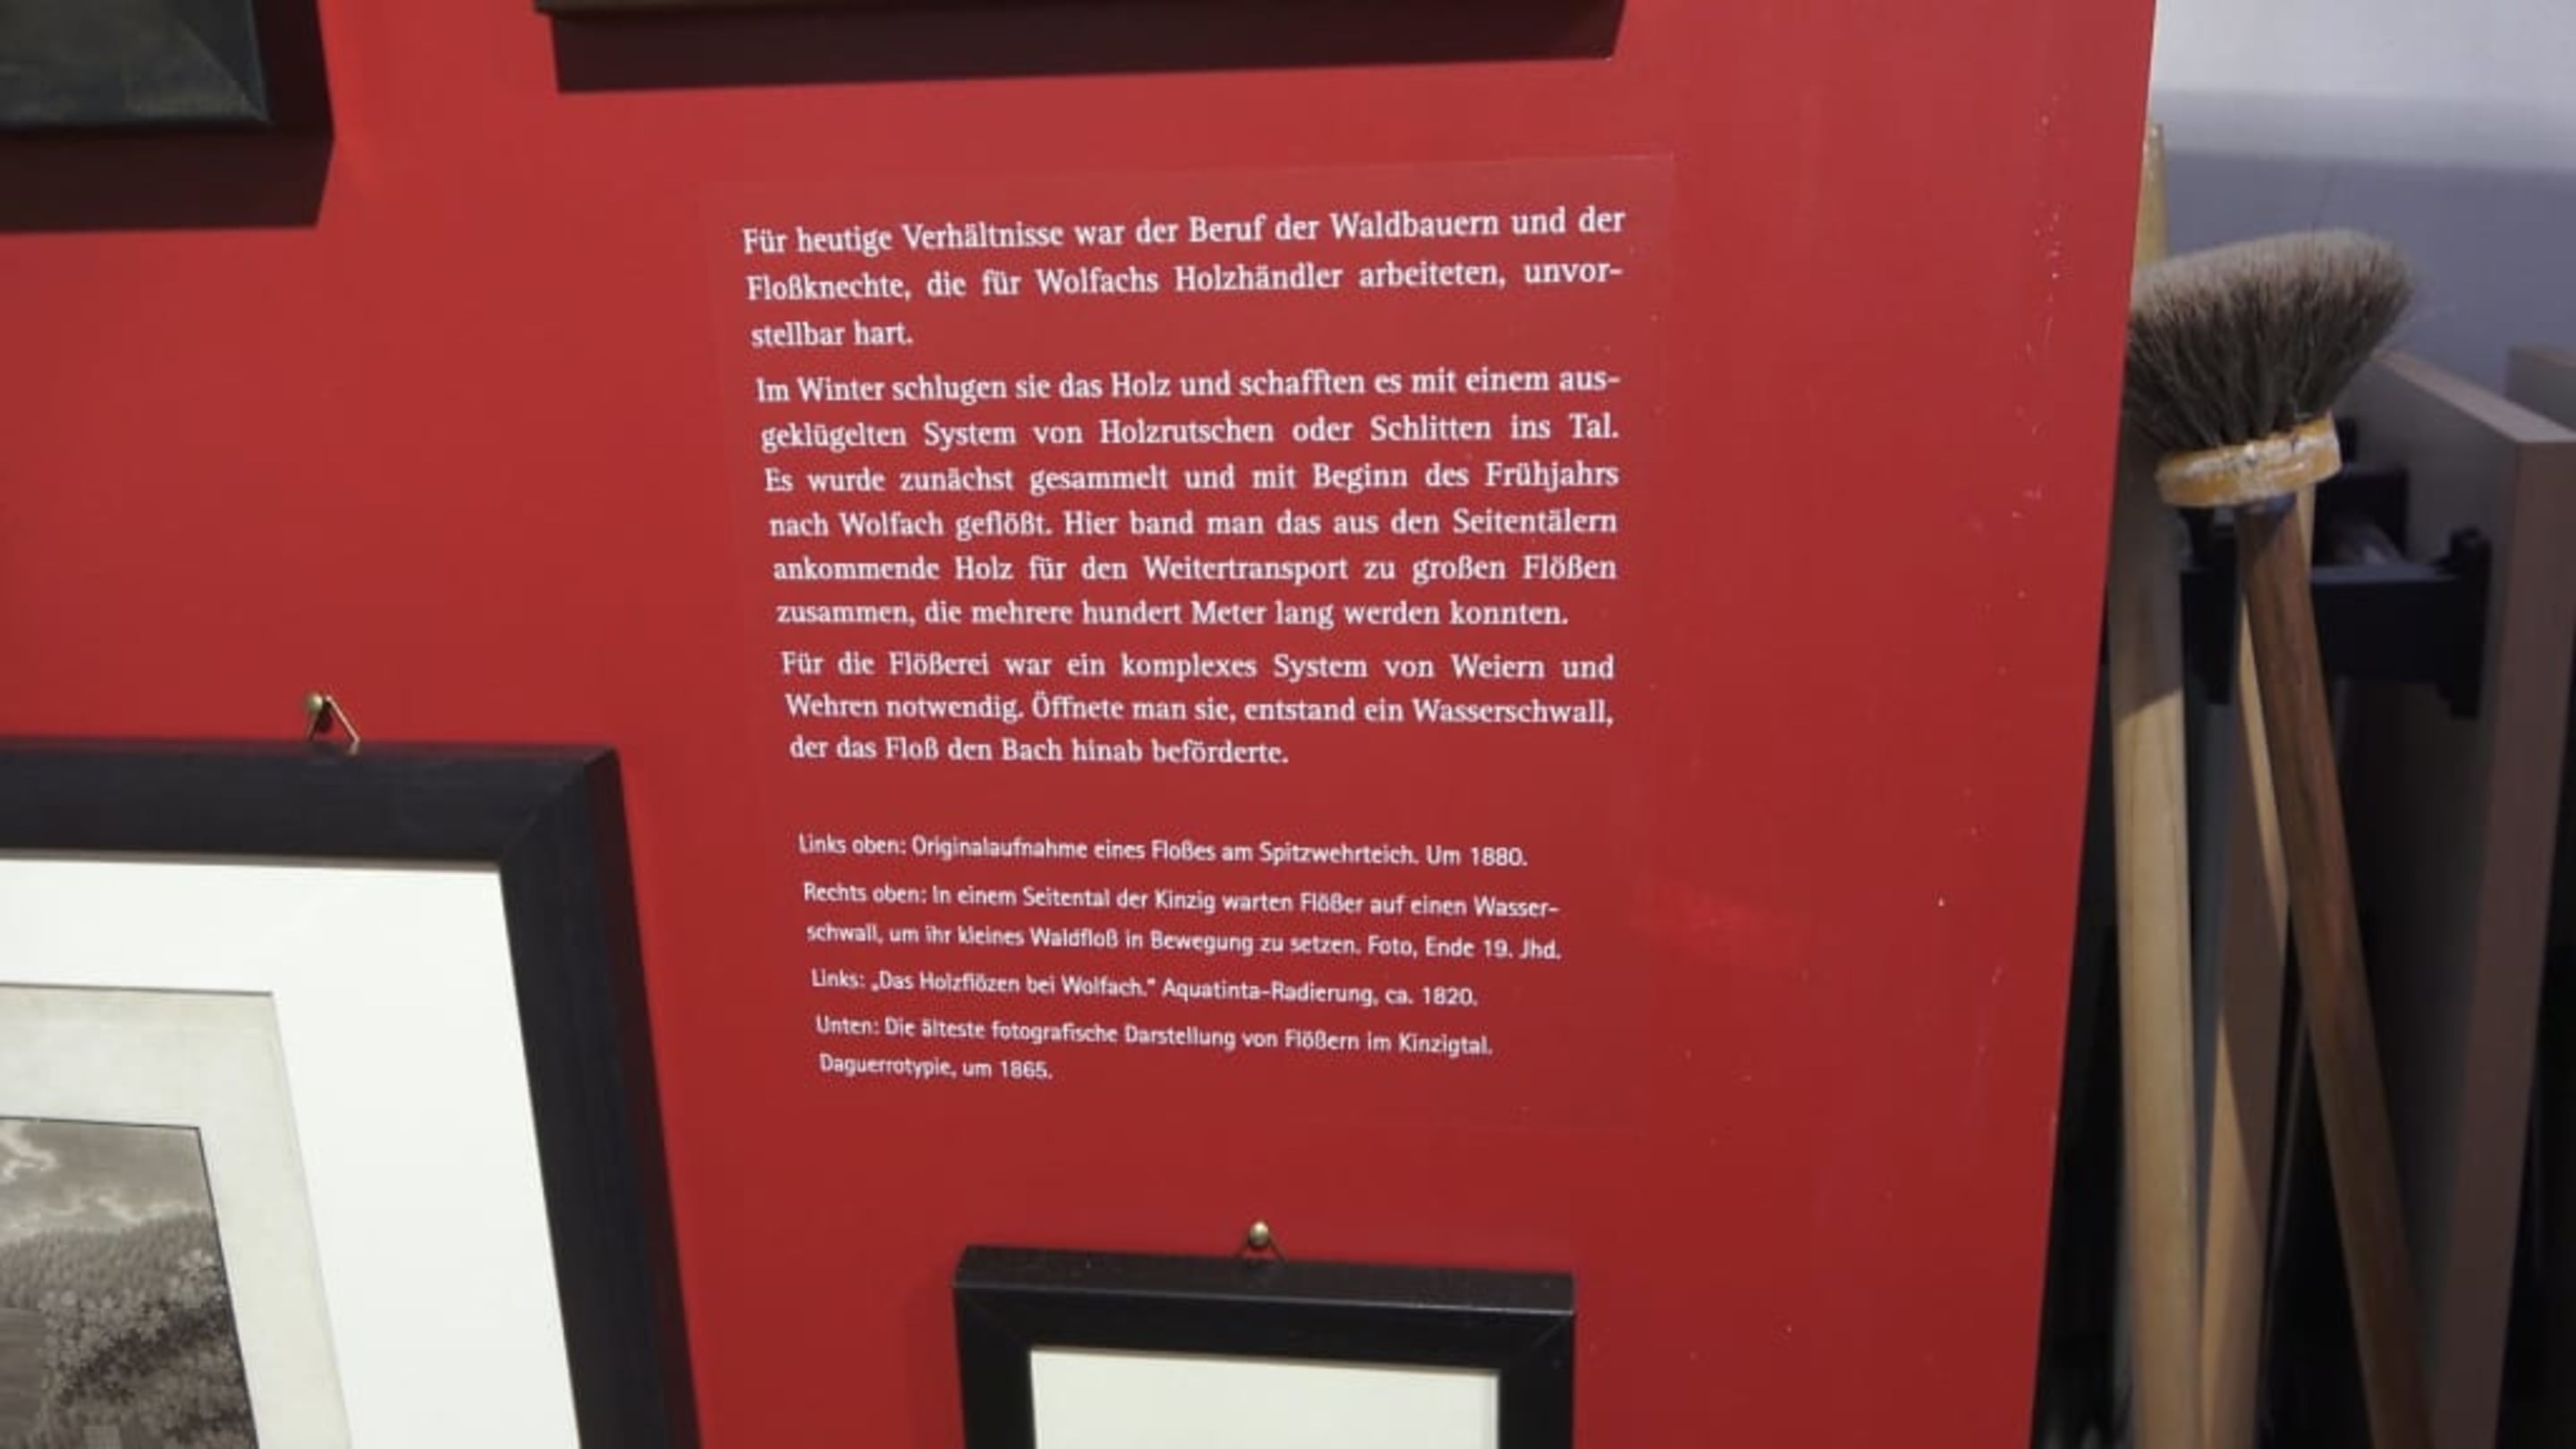 Für heutige Verhältnisse war der Beruf der Waldbauern und der
Floßknechte, die für Wolfachs Holzhändler arbeiteten, unvor-
stellbar hart.
Im Winter schlugen sie das Holz und schafften es mit einem aus-
geklügelten System von Holzrutschen oder Schlitten ins Tal.
Es wurde zunächst gesammelt und mit Beginn des Frühjahrs
nach Wolfach geflößt. Hier band man das aus den Seitentälern
ankommende Holz für den Weitertransport zu großen Flößen
zusammen, die mehrere hundert Meter lang werden konnten.
Für die Flößerei war ein komplexes System von Weiern und
Wehren notwendig. Öffnete man sie, entstand ein Wasserschwall,
der das Floß den Bach hinab beförderte.
Links oben: Originalaufnahme eines Floßes am Spitzwehrteich. Um 1880.
Rechts oben: In einem Seitental der Kinzig warten Flößer auf einen Wasser-
schwall, um ihr kleines Waldfloß in Bewegung zu setzen. Foto, Ende 19. Jhd.
Links: „Das Holzflözen bei Wolfach." Aquatinta-Radierung, ca. 1820.
Unten: Die älteste fotografische Darstellung von Flößern im Kinzigtal.
Daguerrotypie, um 1865.